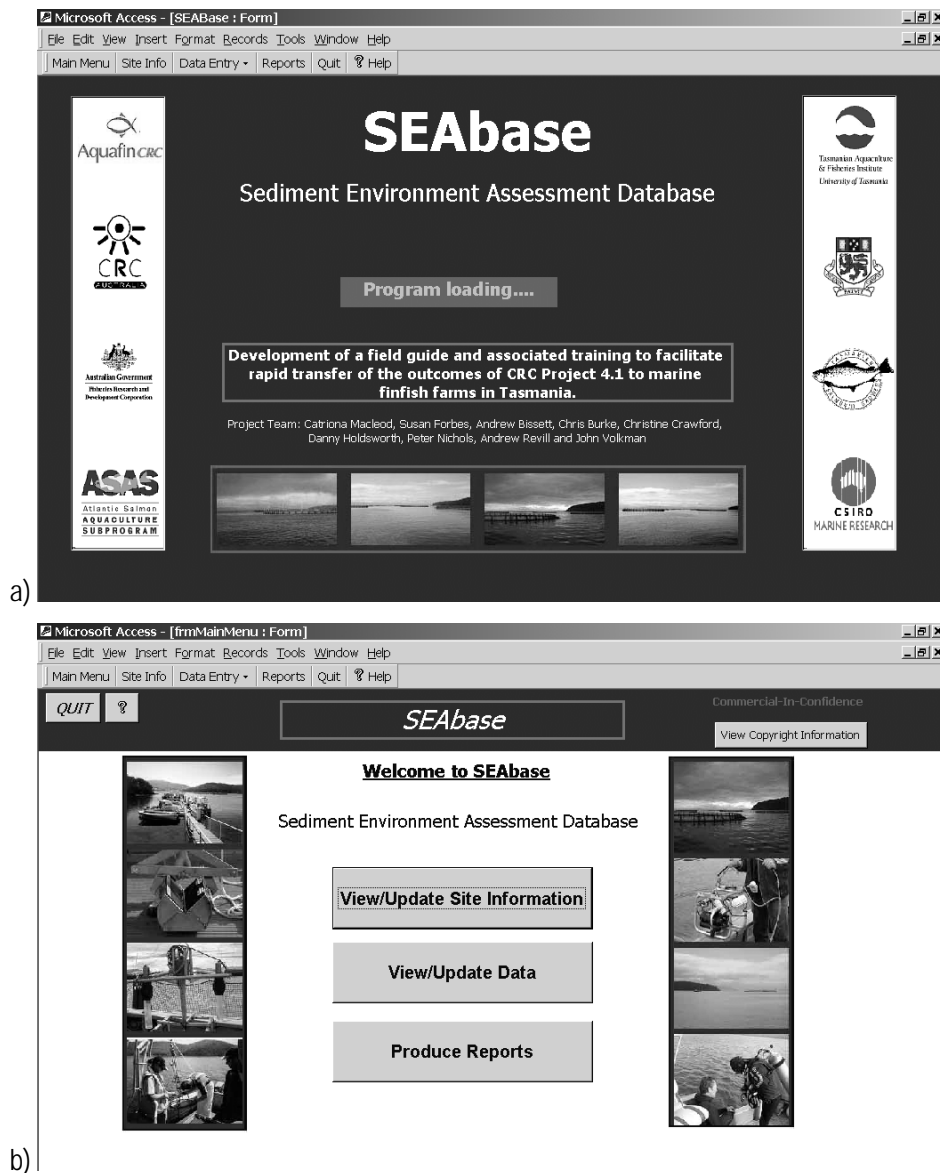 Microsoft Access - [SEABase : Form]
File Edit View Insert Format Records Tools Window Help
Main Menu Site Info Data Entry Reports Quit ? Help
Aquafin CRC
CRC
AUSTRALIA
Australian Government
Fisheries Research and
Development Corporation
ASAS
Atlantic Salmon
AQUACULTURE
SUBPROGRAM
SEAbase
Sediment Environment Assessment Database
Program loading....
Development of a field guide and associated training to facilitate
rapid transfer of the outcomes of CRC Project 4.1 to marine
finfish farms in Tasmania.
Project Team: Catriona Macleod, Susan Forbes, Andrew Bissett, Chris Burke, Christine Crawford,
Danny Holdsworth, Peter Nichols, Andrew Revill and John Volkman
Tasmanian Aquaculture
& Fisheries Institute
University of Tasmania
CSIRO
MARINE RESEARCH
a)
Microsoft Access - [frmMainMenu : Form]
File Edit View Insert Format Records Tools Window Help
Main Menu Site Info Data Entry Reports Quit ? Help
QUIT ?
SEAbase
Commercial-In-Confidence
View Copyright Information
Welcome to SEAbase
Sediment Environment Assessment Database
View/Update Site Information
View/Update Data
Produce Reports
b)